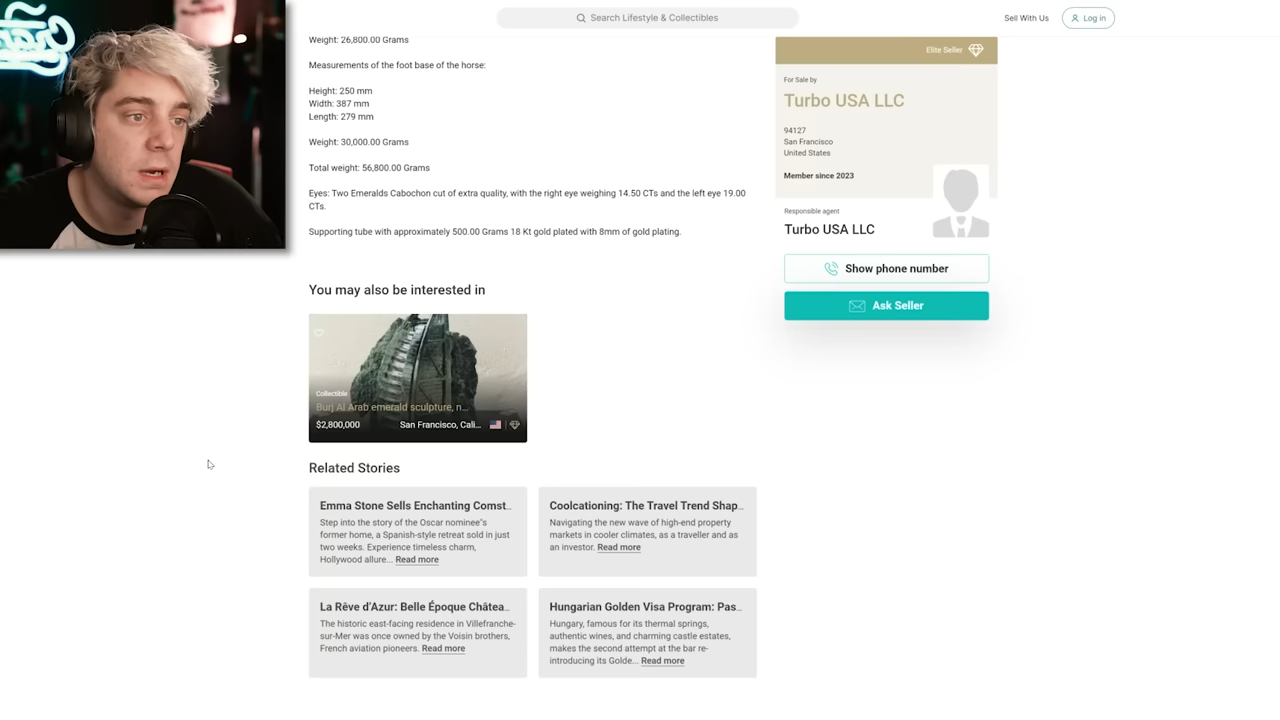 Search Lifestyle & Collectibles
Sell With Us
Log in
Weight: 26,800.00 Grams
Measurements of the foot base of the horse:
Height: 250 mm
Width: 387 mm
Length: 279 mm
Weight: 30,000.00 Grams
Total weight: 56,800.00 Grams
Eyes: Two Emeralds Cabochon cut of extra quality, with the right eye weighing 14.50 CTs and the left eye 19.00
CTs.
Supporting tube with approximately 500.00 Grams 18 Kt gold plated with 8mm of gold plating.
Elite Seller
For Sale by
Turbo USA LLC
94127
San Francisco
United States
Member since 2023
Responsible agent
Turbo USA LLC
Show phone number
Ask Seller
You may also be interested in
Collectible
Burj Al Arab emerald sculpture, n...
$2,800,000 San Francisco, Cali...
Related Stories
Emma Stone Sells Enchanting Comst...
Step into the story of the Oscar nominee"s
former home, a Spanish-style retreat sold in just
two weeks. Experience timeless charm,
Hollywood allure... Read more
Coolcationing: The Travel Trend Shap...
Navigating the new wave of high-end property
markets in cooler climates, as a traveller and as
an investor. Read more
La Rêve d'Azur: Belle Époque Châtea...
The historic east-facing residence in Villefranche-
sur-Mer was once owned by the Voisin brothers,
French aviation pioneers. Read more
Hungarian Golden Visa Program: Pas...
Hungary, famous for its thermal springs,
authentic wines, and charming castle estates,
makes the second attempt at the bar re-
introducing its Golde... Read more